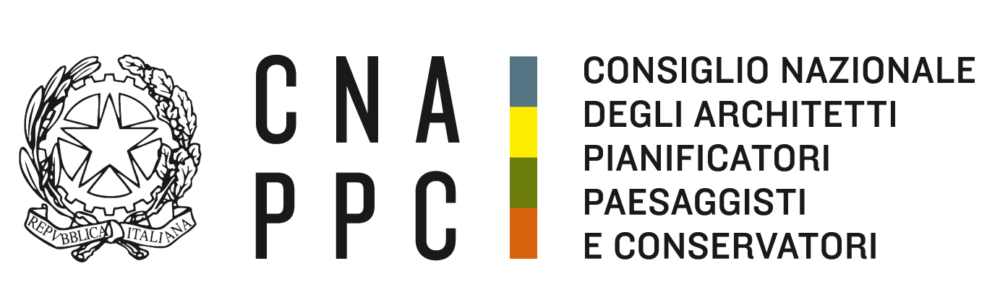 REPVBBLICA ITALIANA
CNA
PPC
CONSIGLIO NAZIONALE
DEGLI ARCHITETTI
PIANIFICATORI
PAESAGGISTI
E CONSERVATORI